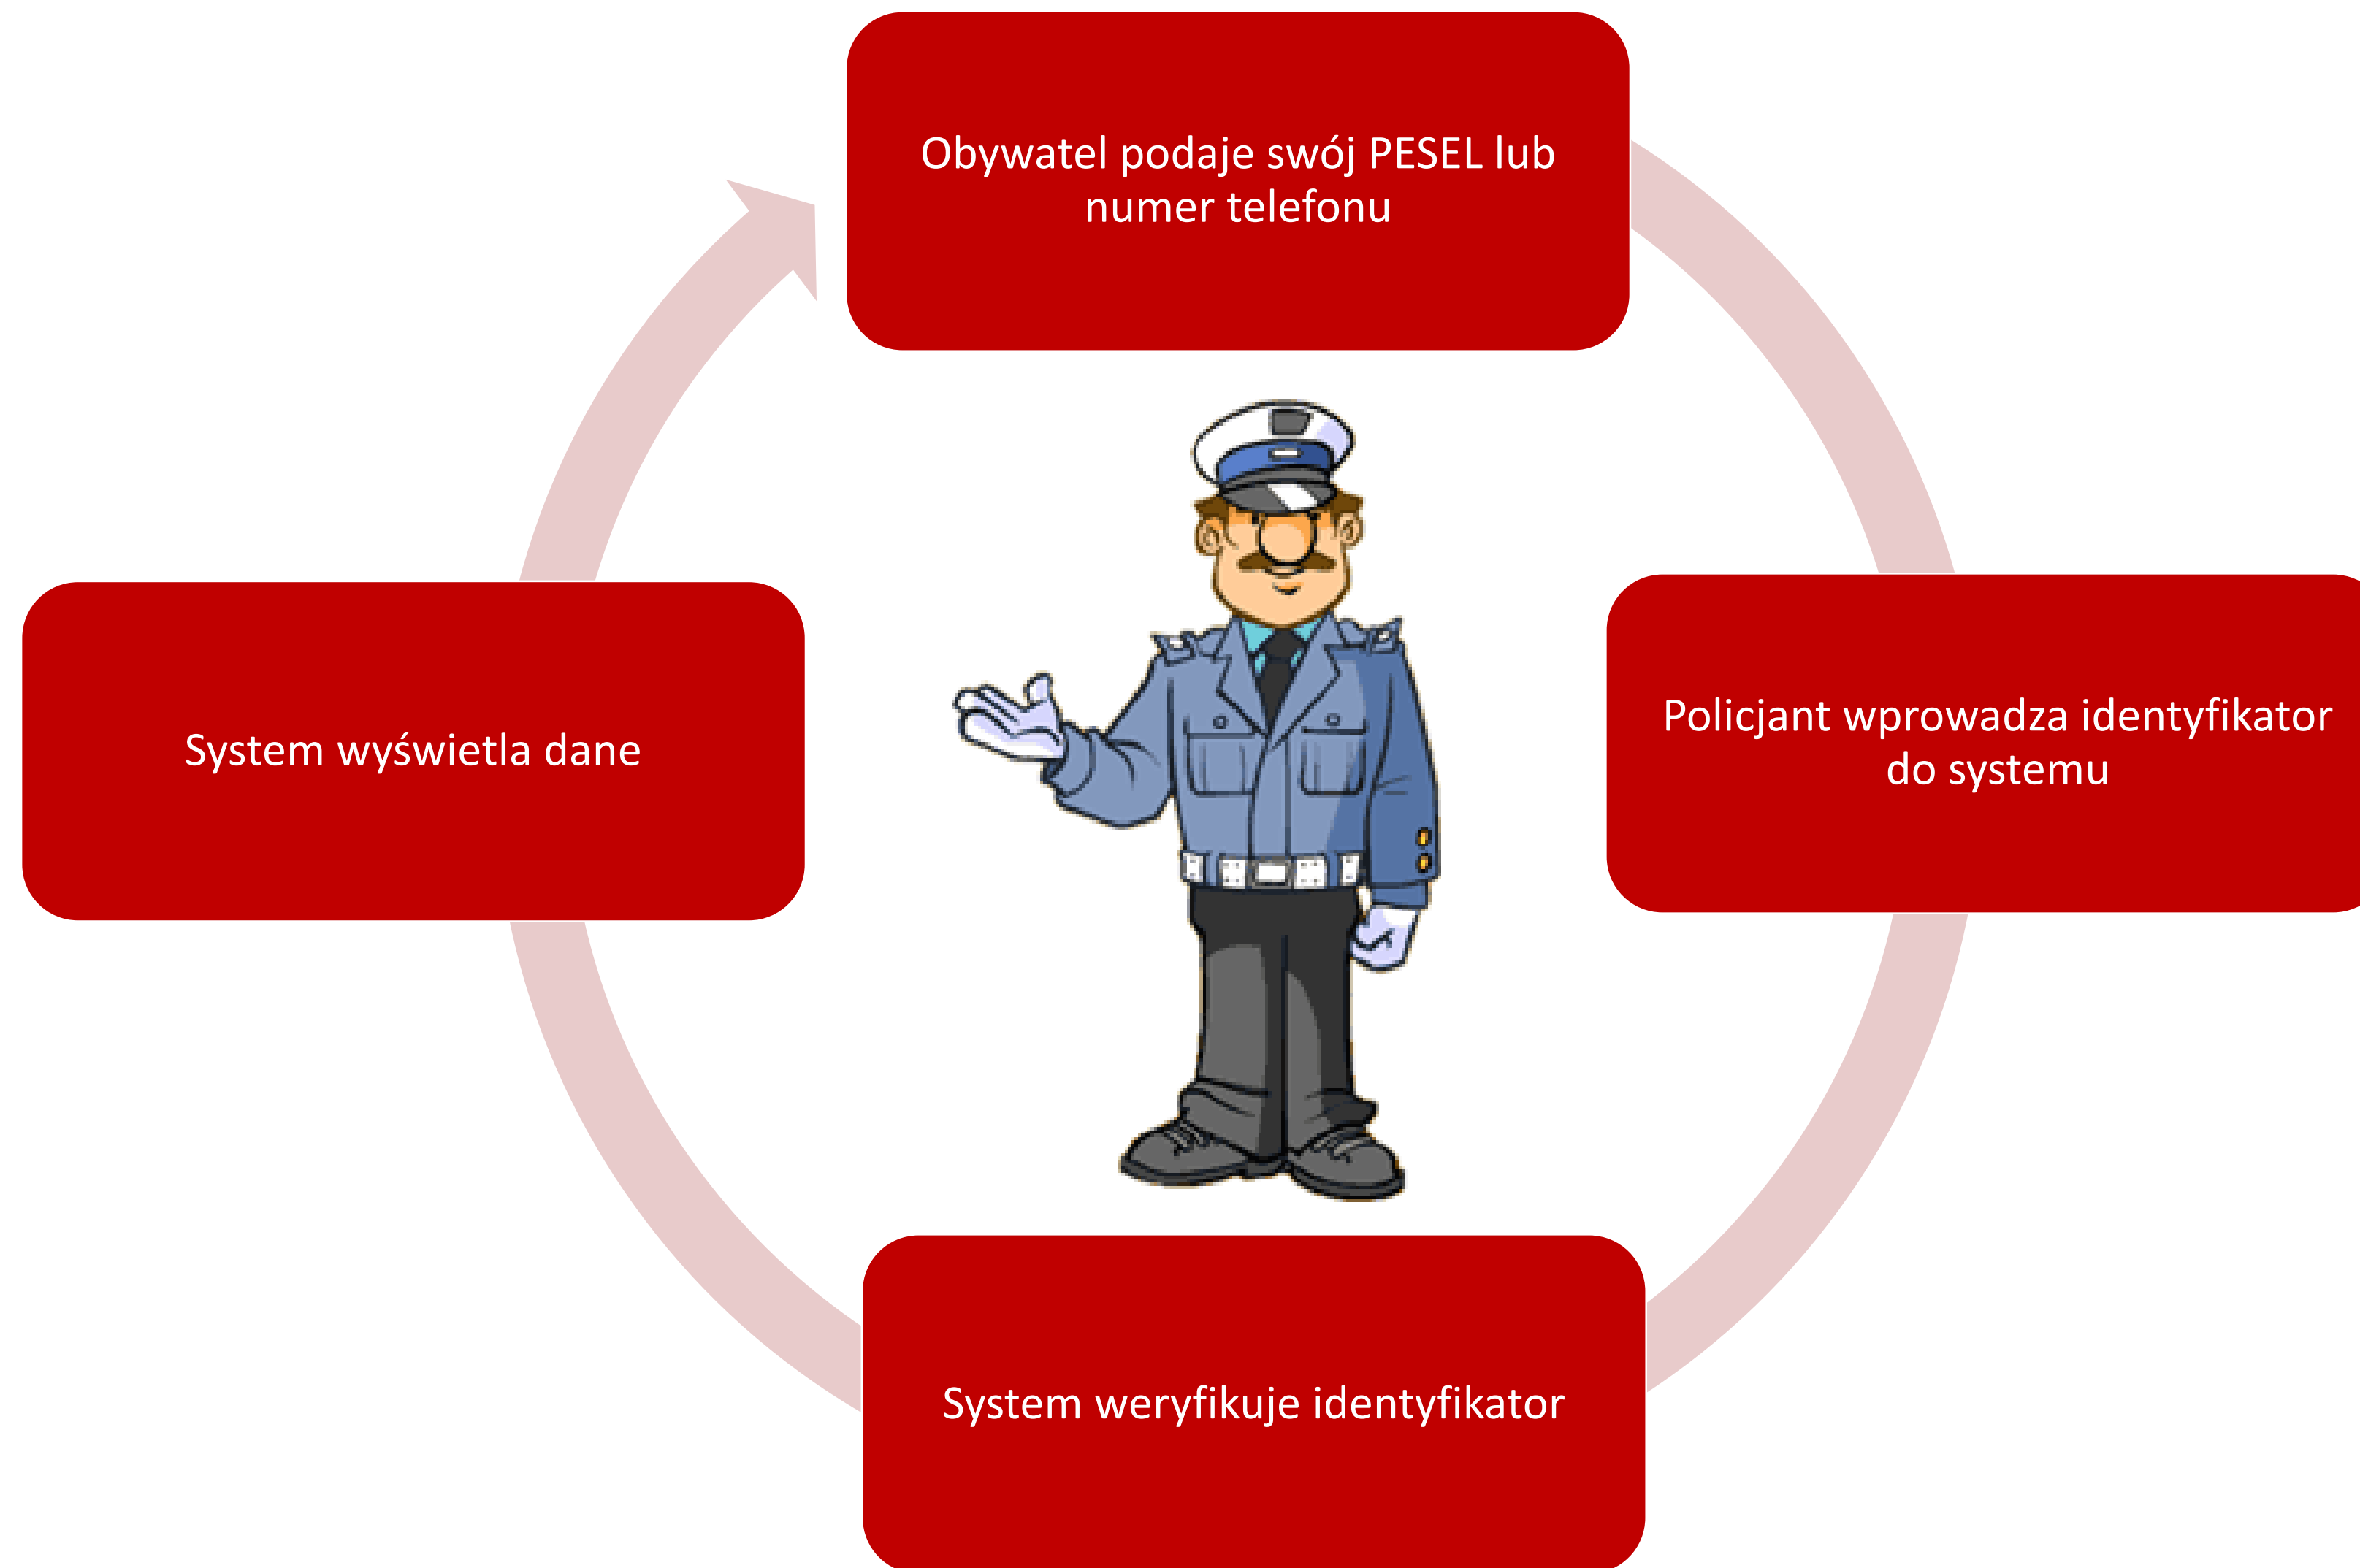 Obywatel podaje swój PESEL lub
numer telefonu
Policjant wprowadza identyfikator
do systemu
System weryfikuje identyfikator
System wyświetla dane